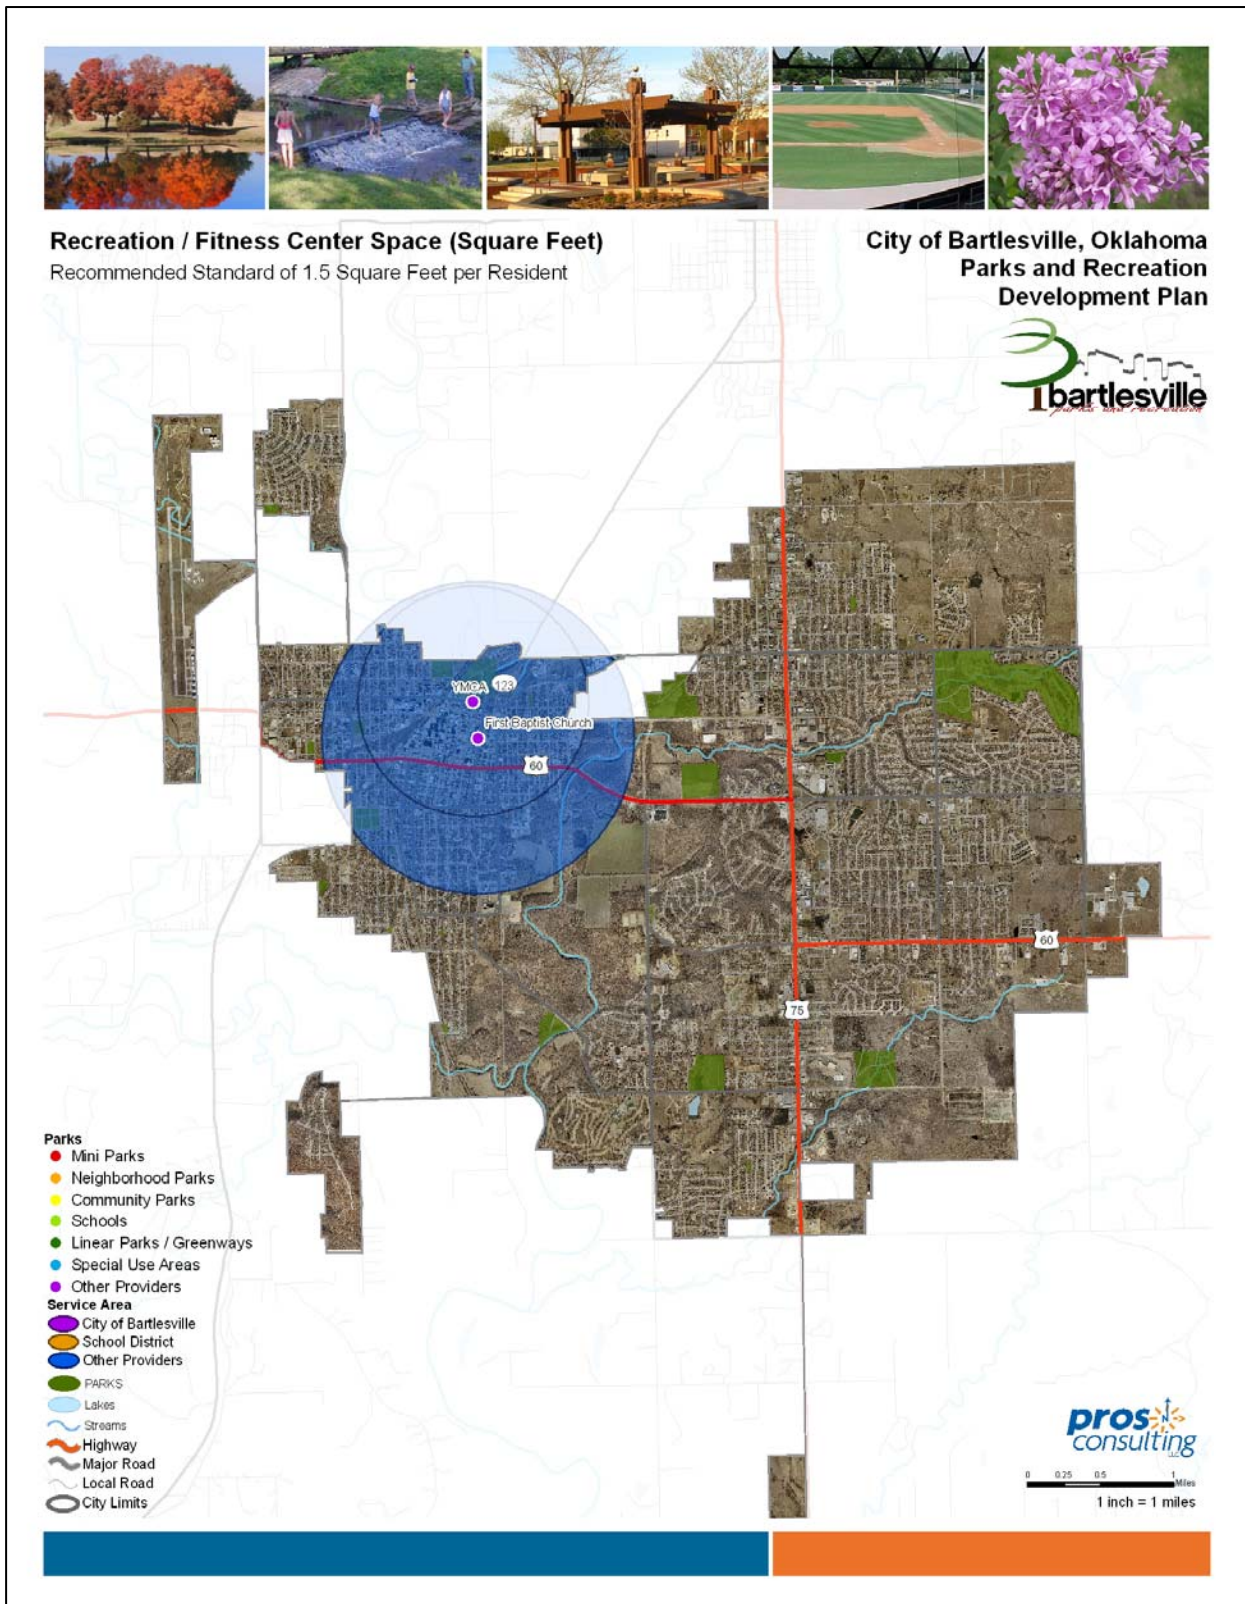 Recreation / Fitness Center Space (Square Feet)
Recommended Standard of 1.5 Square Feet per Resident
City of Bartlesville, Oklahoma
Parks and Recreation
Development Plan
bartlesville
parks and recreation
YMCA
123
First Baptist Church
60
60
75
Parks
Mini Parks
Neighborhood Parks
Community Parks
Schools
Linear Parks / Greenways
Special Use Areas
Other Providers
Service Area
City of Bartlesville
School District
Other Providers
PARKS
Lakes
Streams
Highway
Major Road
Local Road
City Limits
N
pros
consulting
LLC
0 0.25 0.5 1
Miles
1 inch = 1 miles